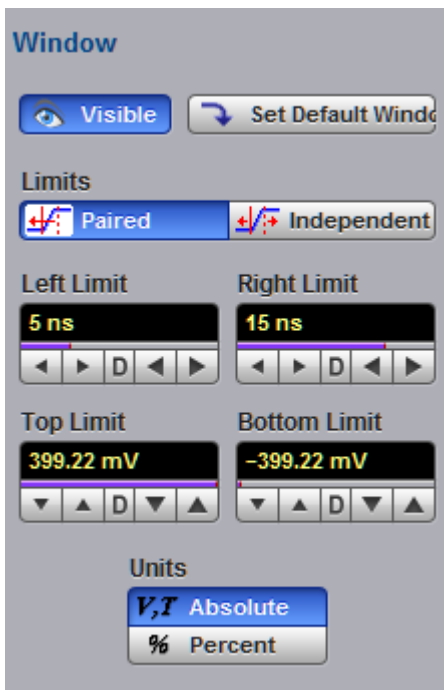 Window
Visible
Set Default Windo
Limits
Paired
Independent
Left Limit
Right Limit
5 ns
15 ns
D
D
Top Limit
Bottom Limit
399.22 mV
−399.22 mV
D
D
Units
V,T Absolute
% Percent